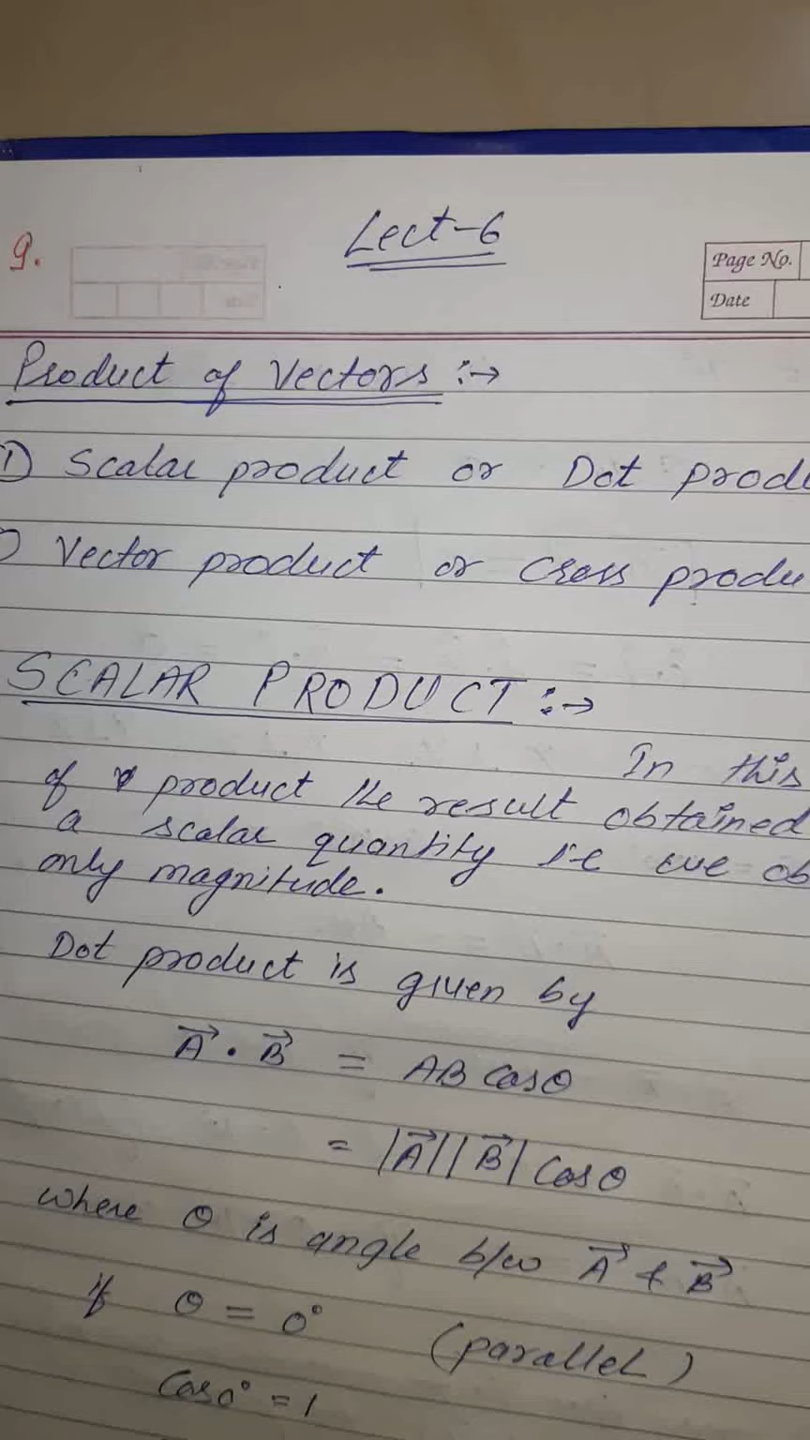 Lect-6
9.
Page No.
Date
Product of Vectors :→
1) Scalar product or Dot produ
) Vector product or Cross produ
SCALAR PRODUCT :→
In this
of product the result obtained
a scalar quantity i.e we ob
only magnitude.
Dot product is given by
A⃗ · B⃗ = AB Cosθ
= |A⃗||B⃗| Cosθ
where θ is angle b/w A⃗ & B⃗
if θ = 0° (parallel)
Cos0° = 1